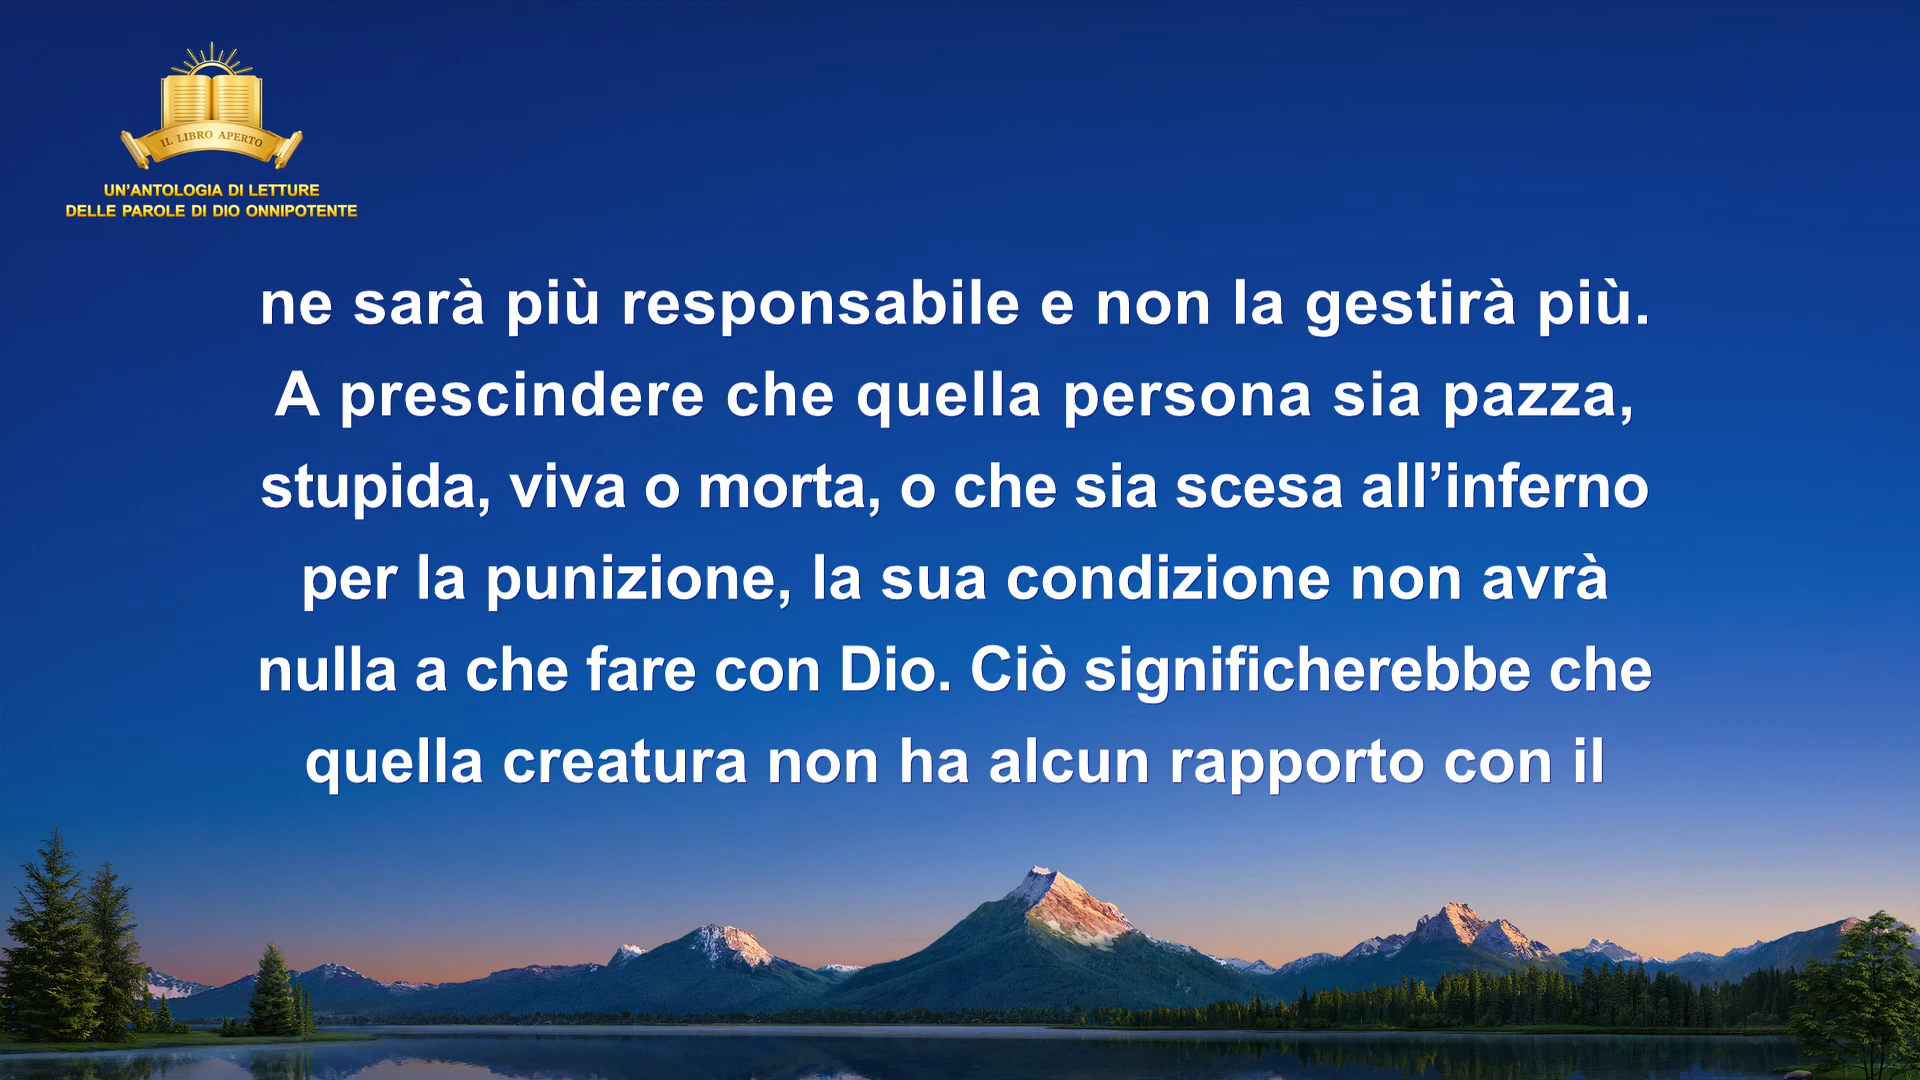 IL LIBRO APERTO
UN’ANTOLOGIA DI LETTURE
DELLE PAROLE DI DIO ONNIPOTENTE
ne sarà più responsabile e non la gestirà più.
A prescindere che quella persona sia pazza,
stupida, viva o morta, o che sia scesa all’inferno
per la punizione, la sua condizione non avrà
nulla a che fare con Dio. Ciò significherebbe che
quella creatura non ha alcun rapporto con il